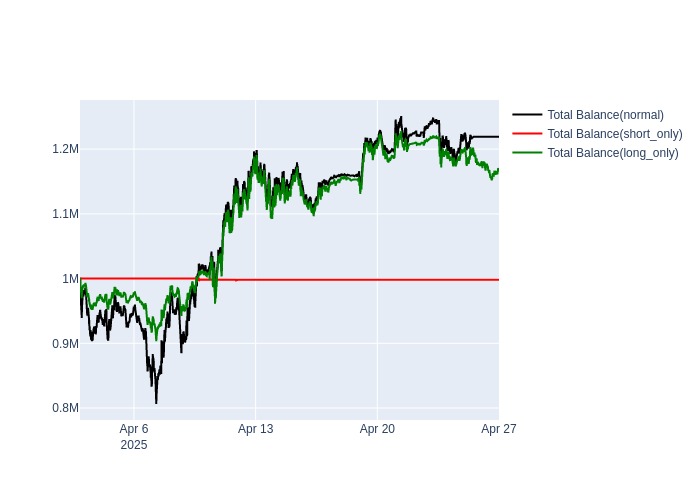 Total Balance(normal)
Total Balance(short_only)
Total Balance(long_only)
1.2M
1.1M
1M
0.9M
0.8M
Apr 6
2025
Apr 13
Apr 20
Apr 27